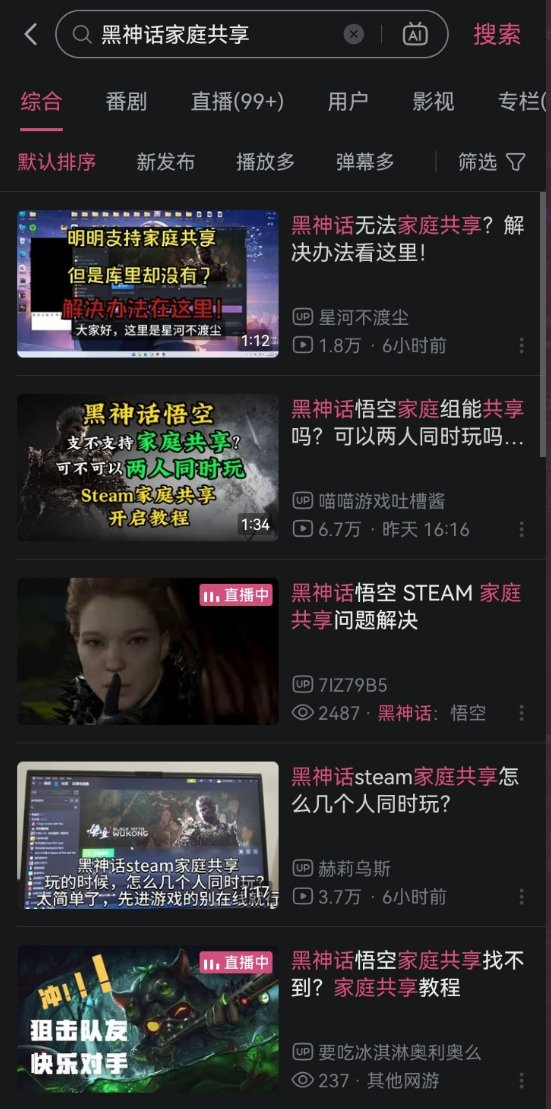 黑神话家庭共享
AI
搜索
综合
番剧
直播(99+)
用户
影视
专栏(
默认排序
新发布
播放多
弹幕多
筛选
明明支持家庭共享
但是库里却没有？
解决办法在这里！
大家好，这里是星河不渡尘
1:12
黑神话无法家庭共享？解
决办法看这里！
UP 星河不渡尘
1.8万 · 6小时前
黑神话悟空
支不支持家庭共享？
可不可以两人同时玩
Steam家庭共享
开启教程
1:34
黑神话悟空家庭组能共享
吗？可以两人同时玩吗...
UP 喵喵游戏吐槽酱
6.7万 · 昨天 16:16
直播中
黑神话悟空 STEAM 家庭
共享问题解决
UP 7IZ79B5
2487 · 黑神话：悟空
BLACK MYTH
WUKONG
黑神话steam家庭共享
玩的时候，怎么几个人同时玩？
太简单了，先进游戏的别在线就行
1:17
黑神话steam家庭共享怎
么几个人同时玩？
UP 赫莉乌斯
3.7万 · 6小时前
直播中
冲!!!
狙击队友
快乐对手
黑神话悟空家庭共享找不
到？家庭共享教程
UP 要吃冰淇淋奥利奥么
237 · 其他网游